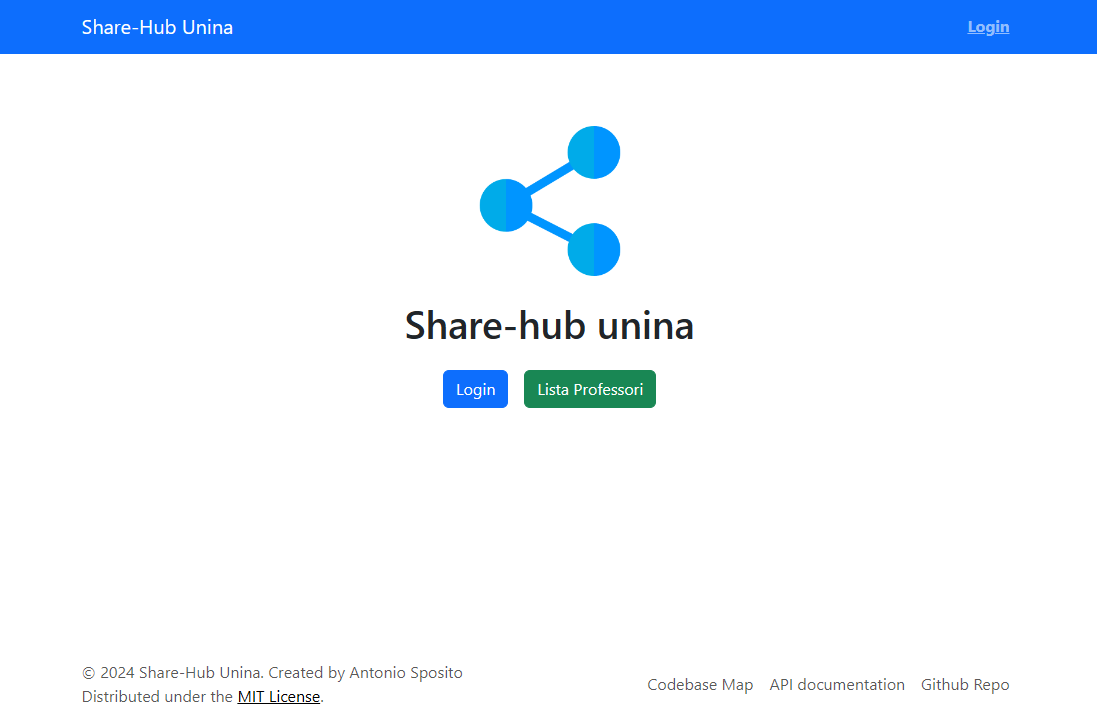 Share-Hub Unina
Login
Share-hub unina
Login
Lista Professori
© 2024 Share-Hub Unina. Created by Antonio Sposito
Distributed under the MIT License.
Codebase Map
API documentation
Github Repo